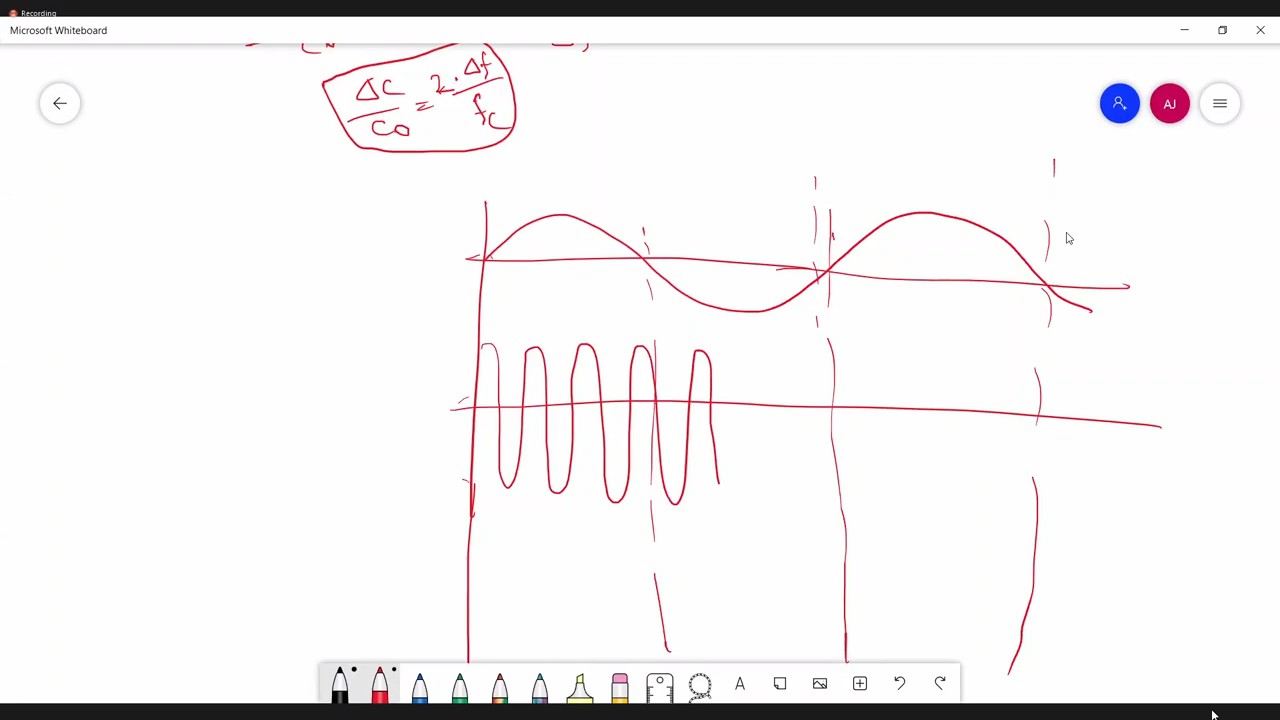 Recording
Microsoft Whiteboard
ΔC/Co = 2·Δf/fc
AJ
A